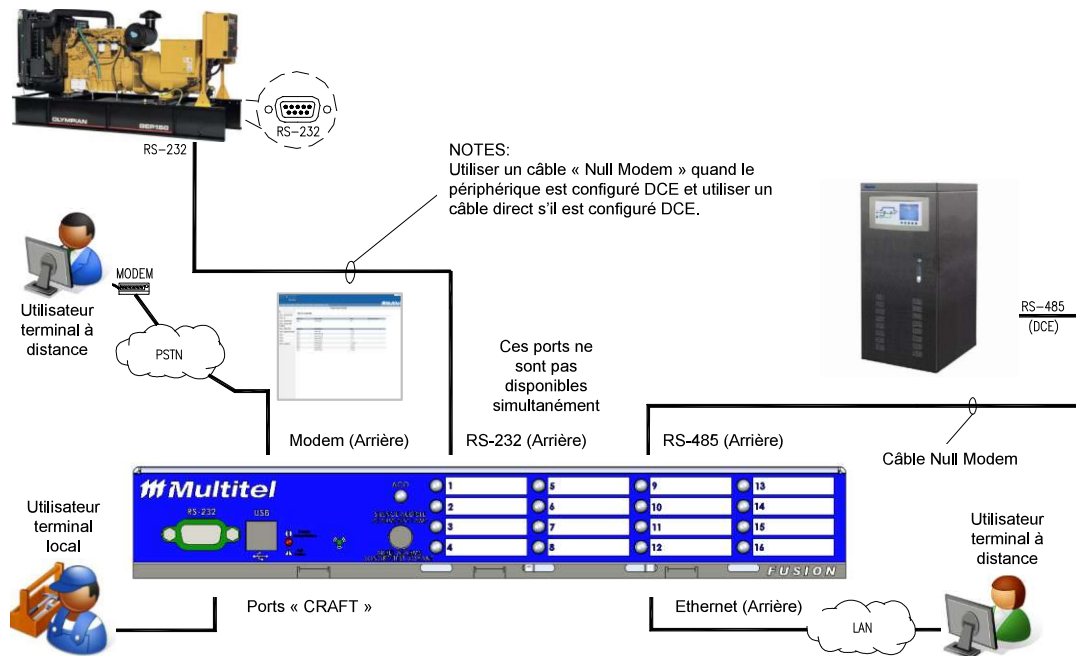 OLYMPIAN
GEP150
RS-232
RS-232
NOTES:
Utiliser un câble « Null Modem » quand le
périphérique est configuré DCE et utiliser un
câble direct s'il est configuré DCE.
MODEM
Utilisateur
terminal à
distance
PSTN
Multitel
Ces ports ne
sont pas
disponibles
simultanément
RS-485
(DCE)
Modem (Arrière)
RS-232 (Arrière)
RS-485 (Arrière)
Câble Null Modem
Multitel
RS-232
USB
ACO
1
2
3
4
5
6
7
8
9
10
11
12
13
14
15
16
FUSION
Utilisateur
terminal
local
Utilisateur
terminal à
distance
Ports « CRAFT »
Ethernet (Arrière)
LAN